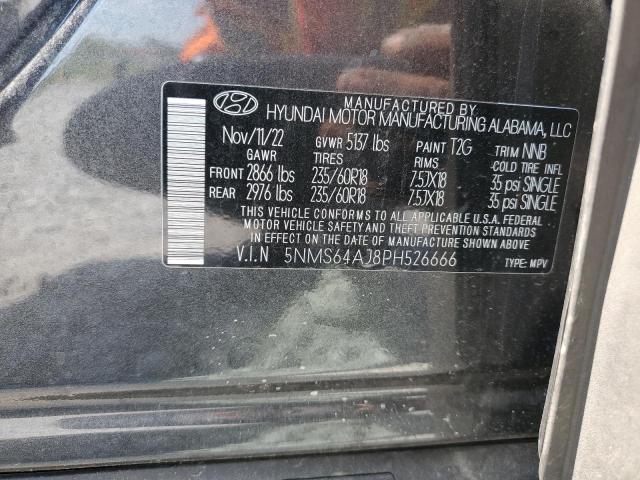 MANUFACTURED BY
HYUNDAI MOTOR MANUFACTURING ALABAMA, LLC
Nov/11/22 GVWR 5137 lbs PAINT T2G TRIM NNB
GAWR TIRES RIMS COLD TIRE INFL
FRONT 2866 lbs 235/60R18 7.5JX18 35 psi SINGLE
REAR 2976 lbs 235/60R18 7.5JX18 35 psi SINGLE
THIS VEHICLE CONFORMS TO ALL APPLICABLE U.S.A. FEDERAL
MOTOR VEHICLE SAFETY AND THEFT PREVENTION STANDARDS
IN EFFECT ON THE DATE OF MANUFACTURE SHOWN ABOVE.
V.I.N 5NMS64AJ8PH526666 TYPE: MPV